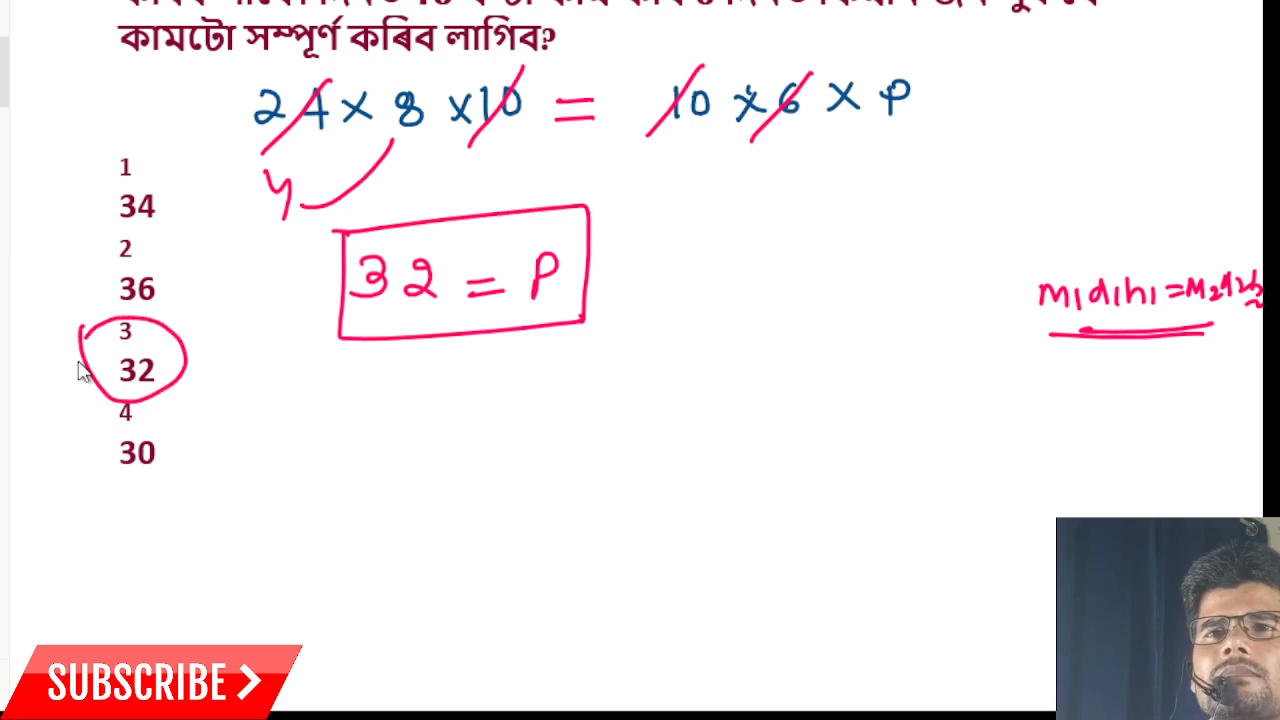 কামটো সম্পূৰ্ণ কৰিব লাগিব?
24 × 8 × 10 = 10 × 6 × P
1
34
4
2
36
32 = P
m₁d₁h₁ = M₂d₂h₂
3
32
4
30
SUBSCRIBE